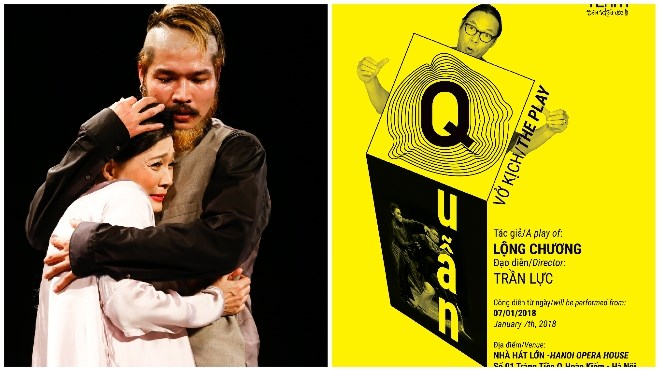 Q
uẩn
VỞ KỊCH/THE PLAY
Tác giả/A play of:
LỘNG CHƯƠNG
Đạo diễn/Director:
TRẦN LỰC
Công diễn từ ngày/will be performed from:
07/01/2018
January 7th, 2018
Địa điểm/Venue:
NHÀ HÁT LỚN -HANOI OPERA HOUSE
Số 01 Tràng Tiền Q.Hoàn Kiếm - Hà Nội